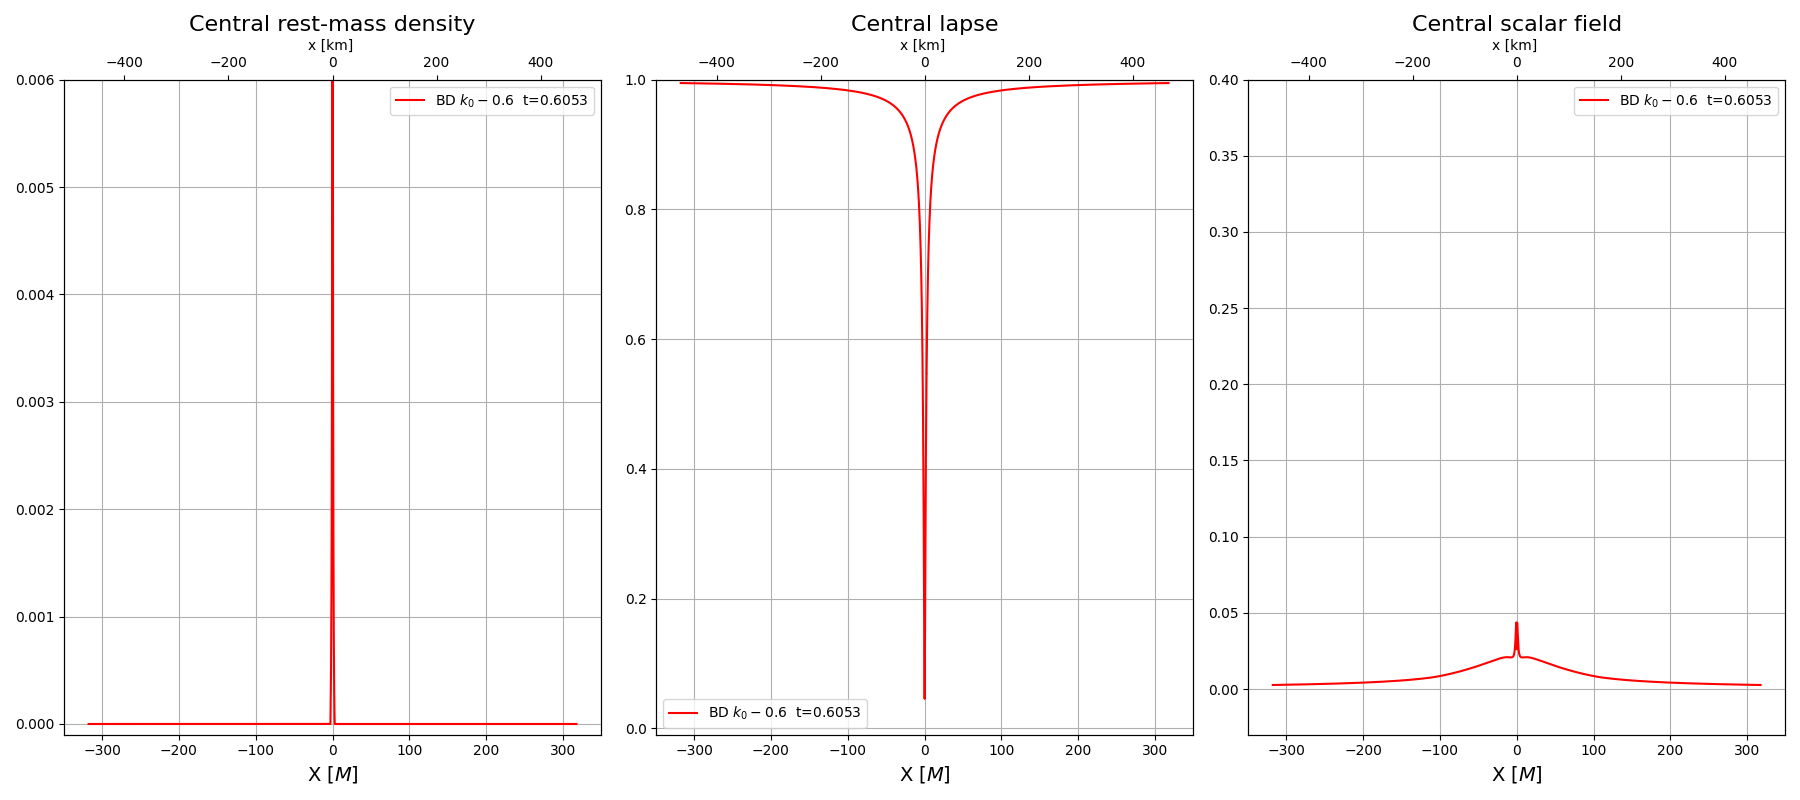 Central rest-mass density
x [km]
−400 −200 0 200 400
0.006
0.005
0.004
0.003
0.002
0.001
0.000
BD k₀ − 0.6 t=0.6053
−300 −200 −100 0 100 200 300
X [M]
Central lapse
x [km]
−400 −200 0 200 400
1.0
0.8
0.6
0.4
0.2
0.0
BD k₀ − 0.6 t=0.6053
−300 −200 −100 0 100 200 300
X [M]
Central scalar field
x [km]
−400 −200 0 200 400
0.40
0.35
0.30
0.25
0.20
0.15
0.10
0.05
0.00
BD k₀ − 0.6 t=0.6053
−300 −200 −100 0 100 200 300
X [M]